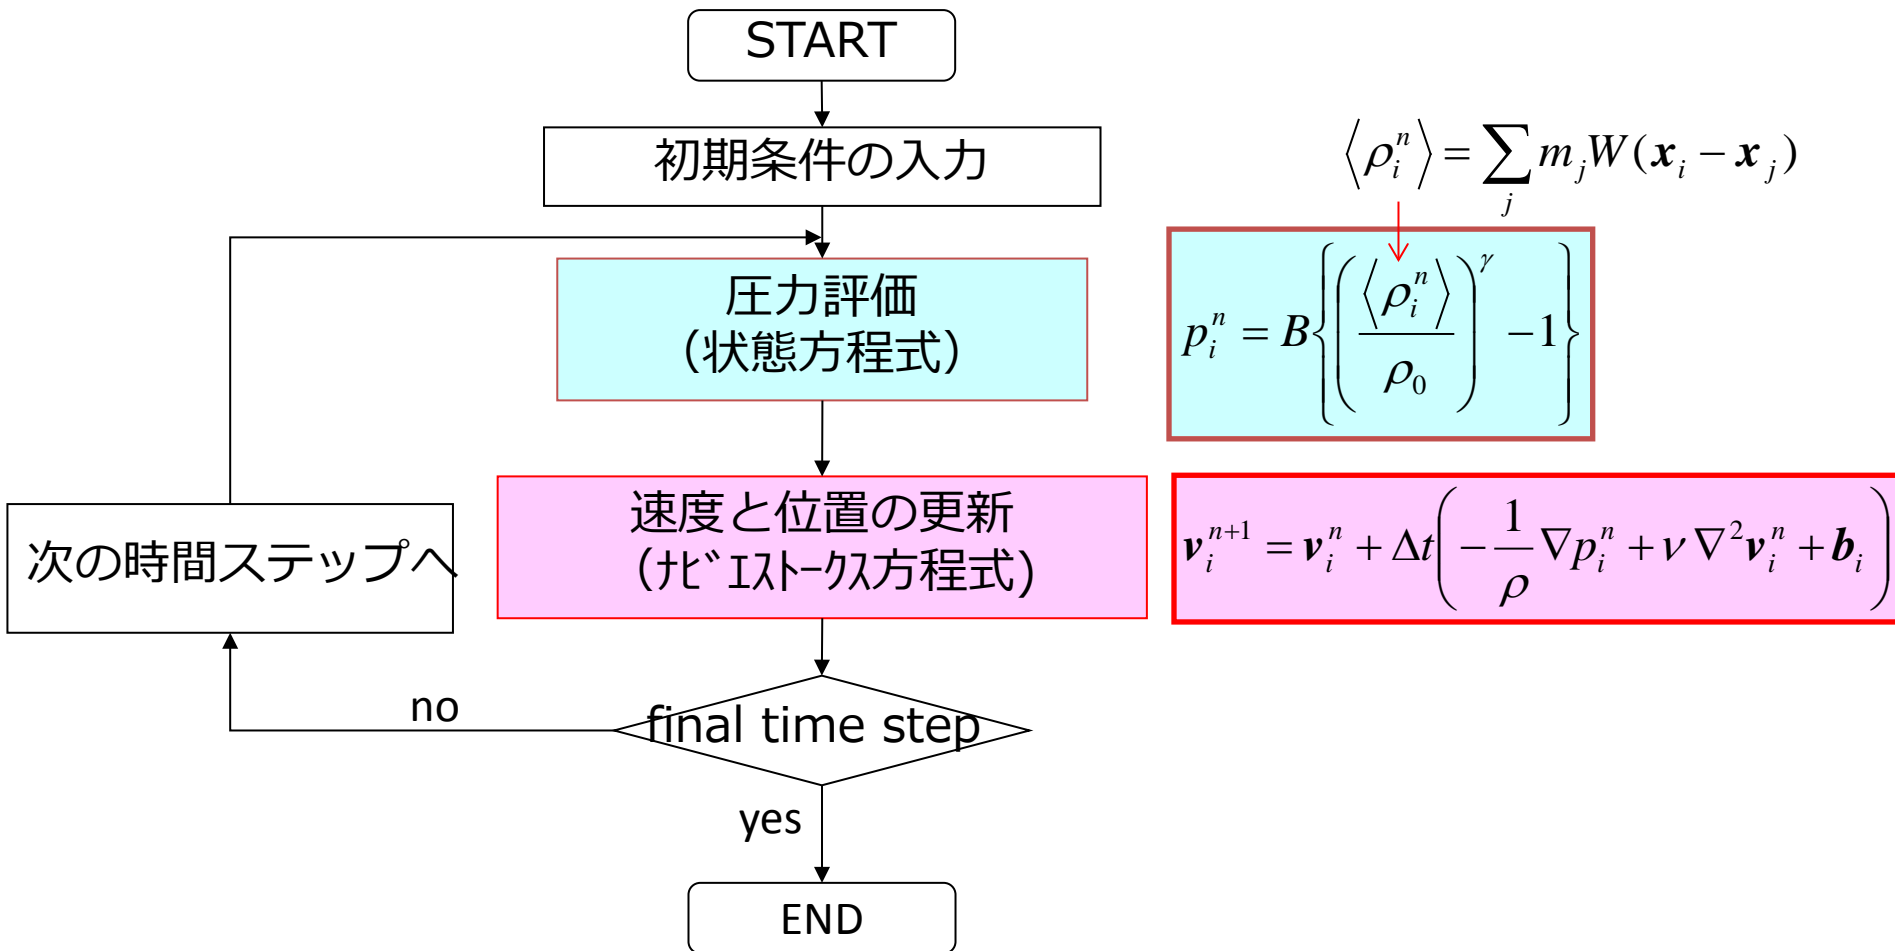 START
初期条件の入力
⟨ρ_i^n⟩ = ∑_j m_j W(x_i − x_j)
圧力評価
（状態方程式）
p_i^n = B{(⟨ρ_i^n⟩/ρ_0)^γ −1}
速度と位置の更新
（ﾅﾋﾞｴｽﾄｰｸｽ方程式)
v_i^{n+1} = v_i^n + Δt(−1/ρ ∇p_i^n + ν∇^2 v_i^n + b_i)
次の時間ステップへ
no
final time step
yes
END